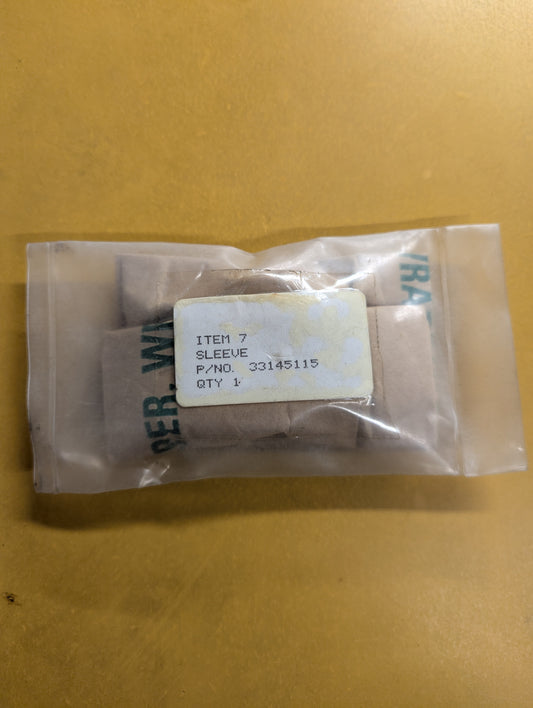 ITEM 7
SLEEVE
P/NO. 33145115
QTY 1